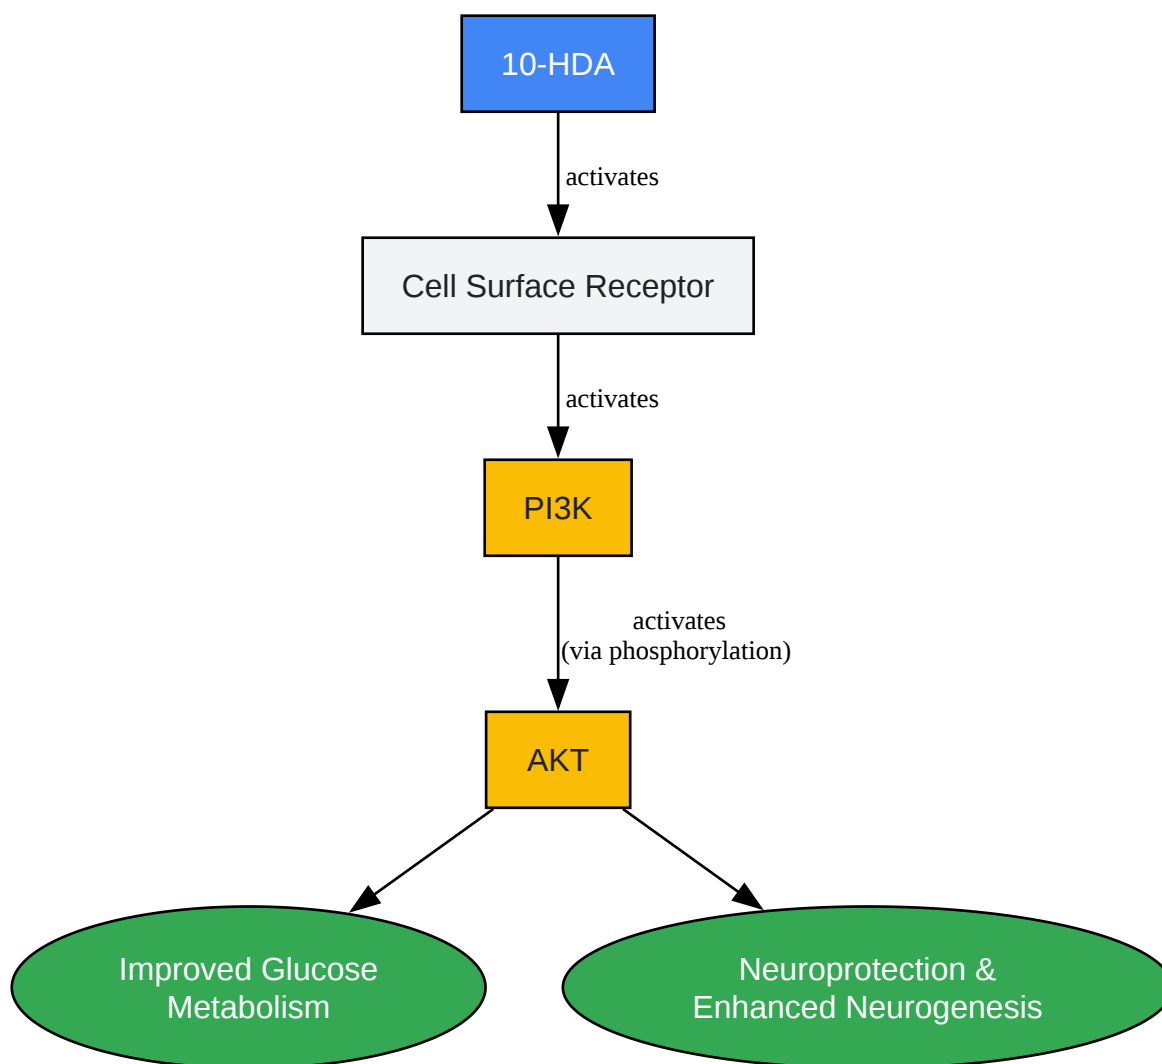 10-HDA
activates
Cell Surface Receptor
activates
PI3K
activates
(via phosphorylation)
AKT
Improved Glucose
Metabolism
Neuroprotection &
Enhanced Neurogenesis